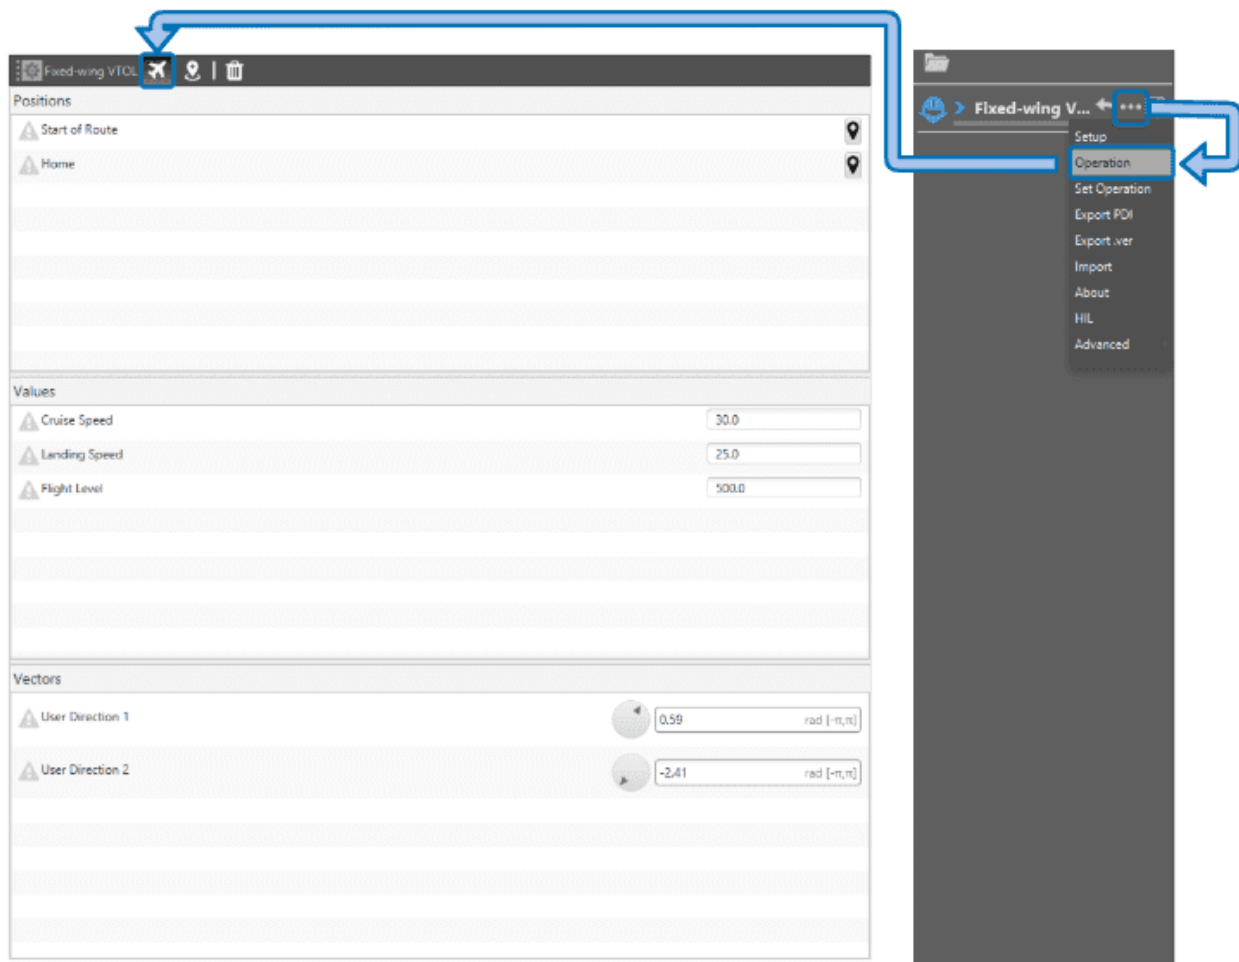 Fixed-wing VTOL
Positions
Start of Route
Home
Values
Cruise Speed 30.0
Landing Speed 25.0
Flight Level 500.0
Vectors
User Direction 1 0.59 rad [-π,π]
User Direction 2 -2.41 rad [-π,π]
Fixed-wing V... ...
Setup
Operation
Set Operation
Export PDI
Export .ver
Import
About
HIL
Advanced